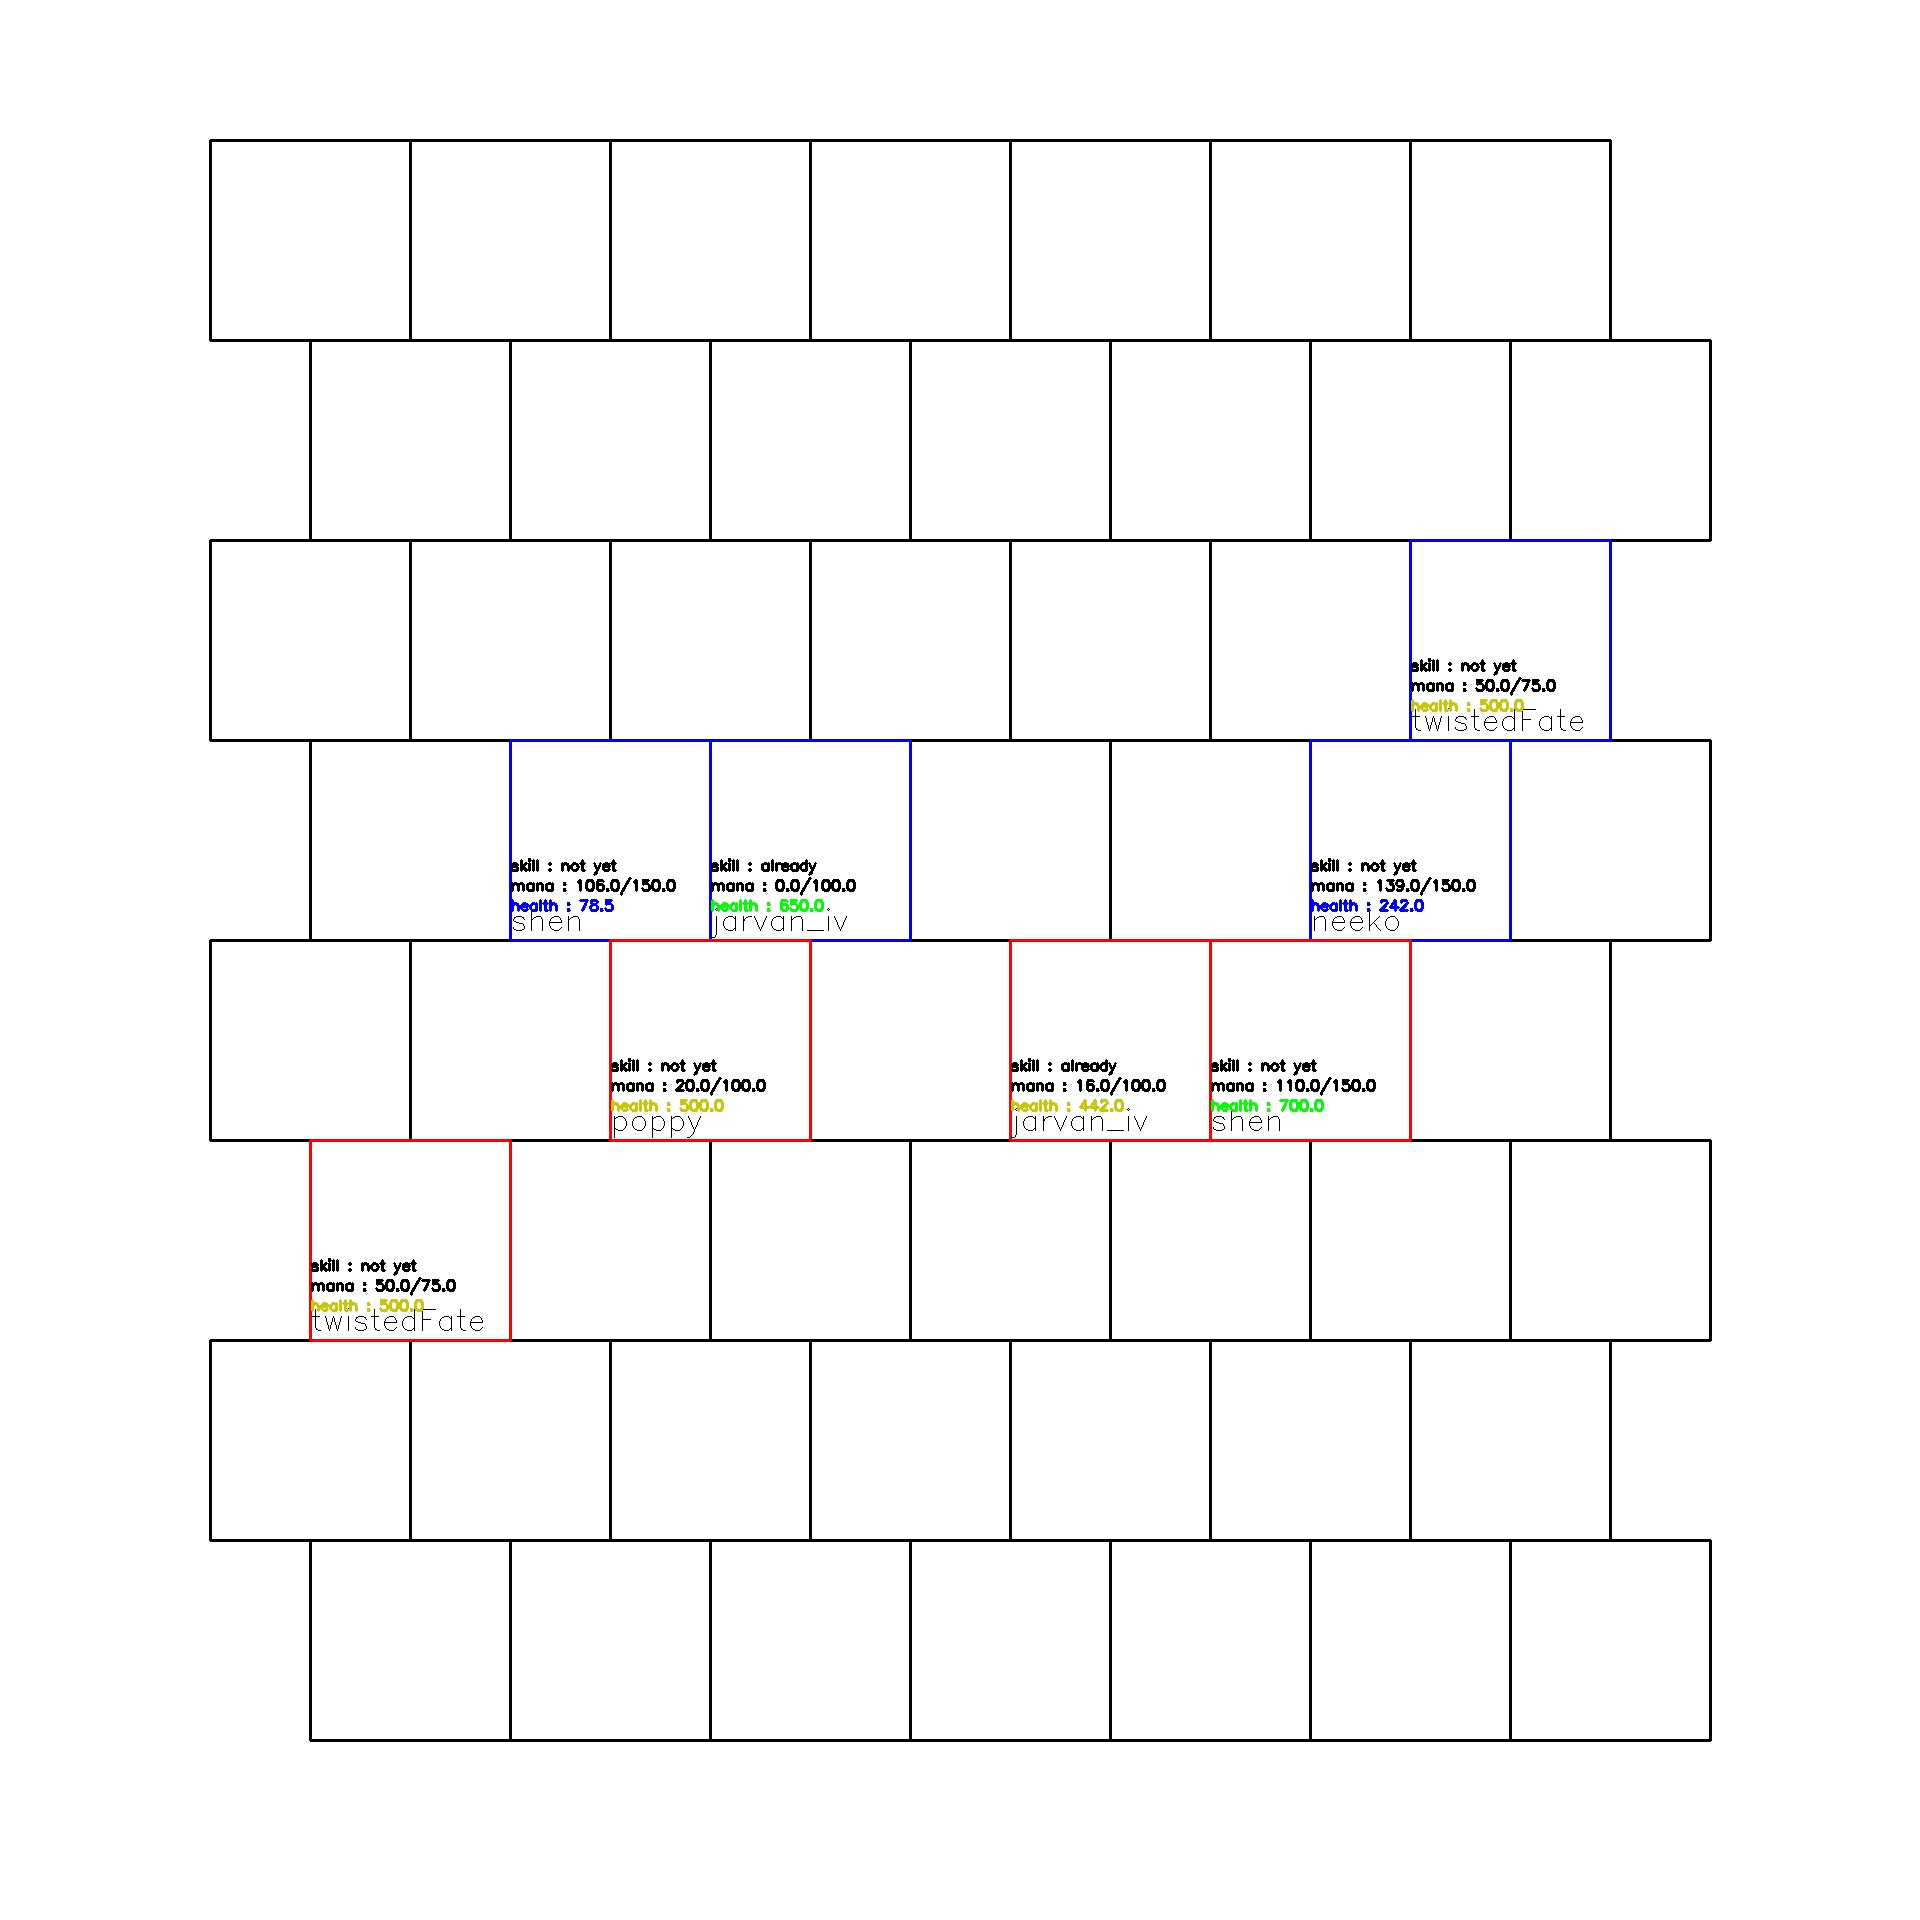 skill : not yet
mana : 50.0/75.0
health : 500.0
twistedFate
skill : not yet
mana : 106.0/150.0
health : 78.5
shen
skill : already
mana : 0.0/100.0
health : 650.0
jarvan_iv
skill : not yet
mana : 139.0/150.0
health : 242.0
neeko
skill : not yet
mana : 20.0/100.0
health : 500.0
poppy
skill : already
mana : 16.0/100.0
health : 442.0
jarvan_iv
skill : not yet
mana : 110.0/150.0
health : 700.0
shen
skill : not yet
mana : 50.0/75.0
health : 500.0
twistedFate